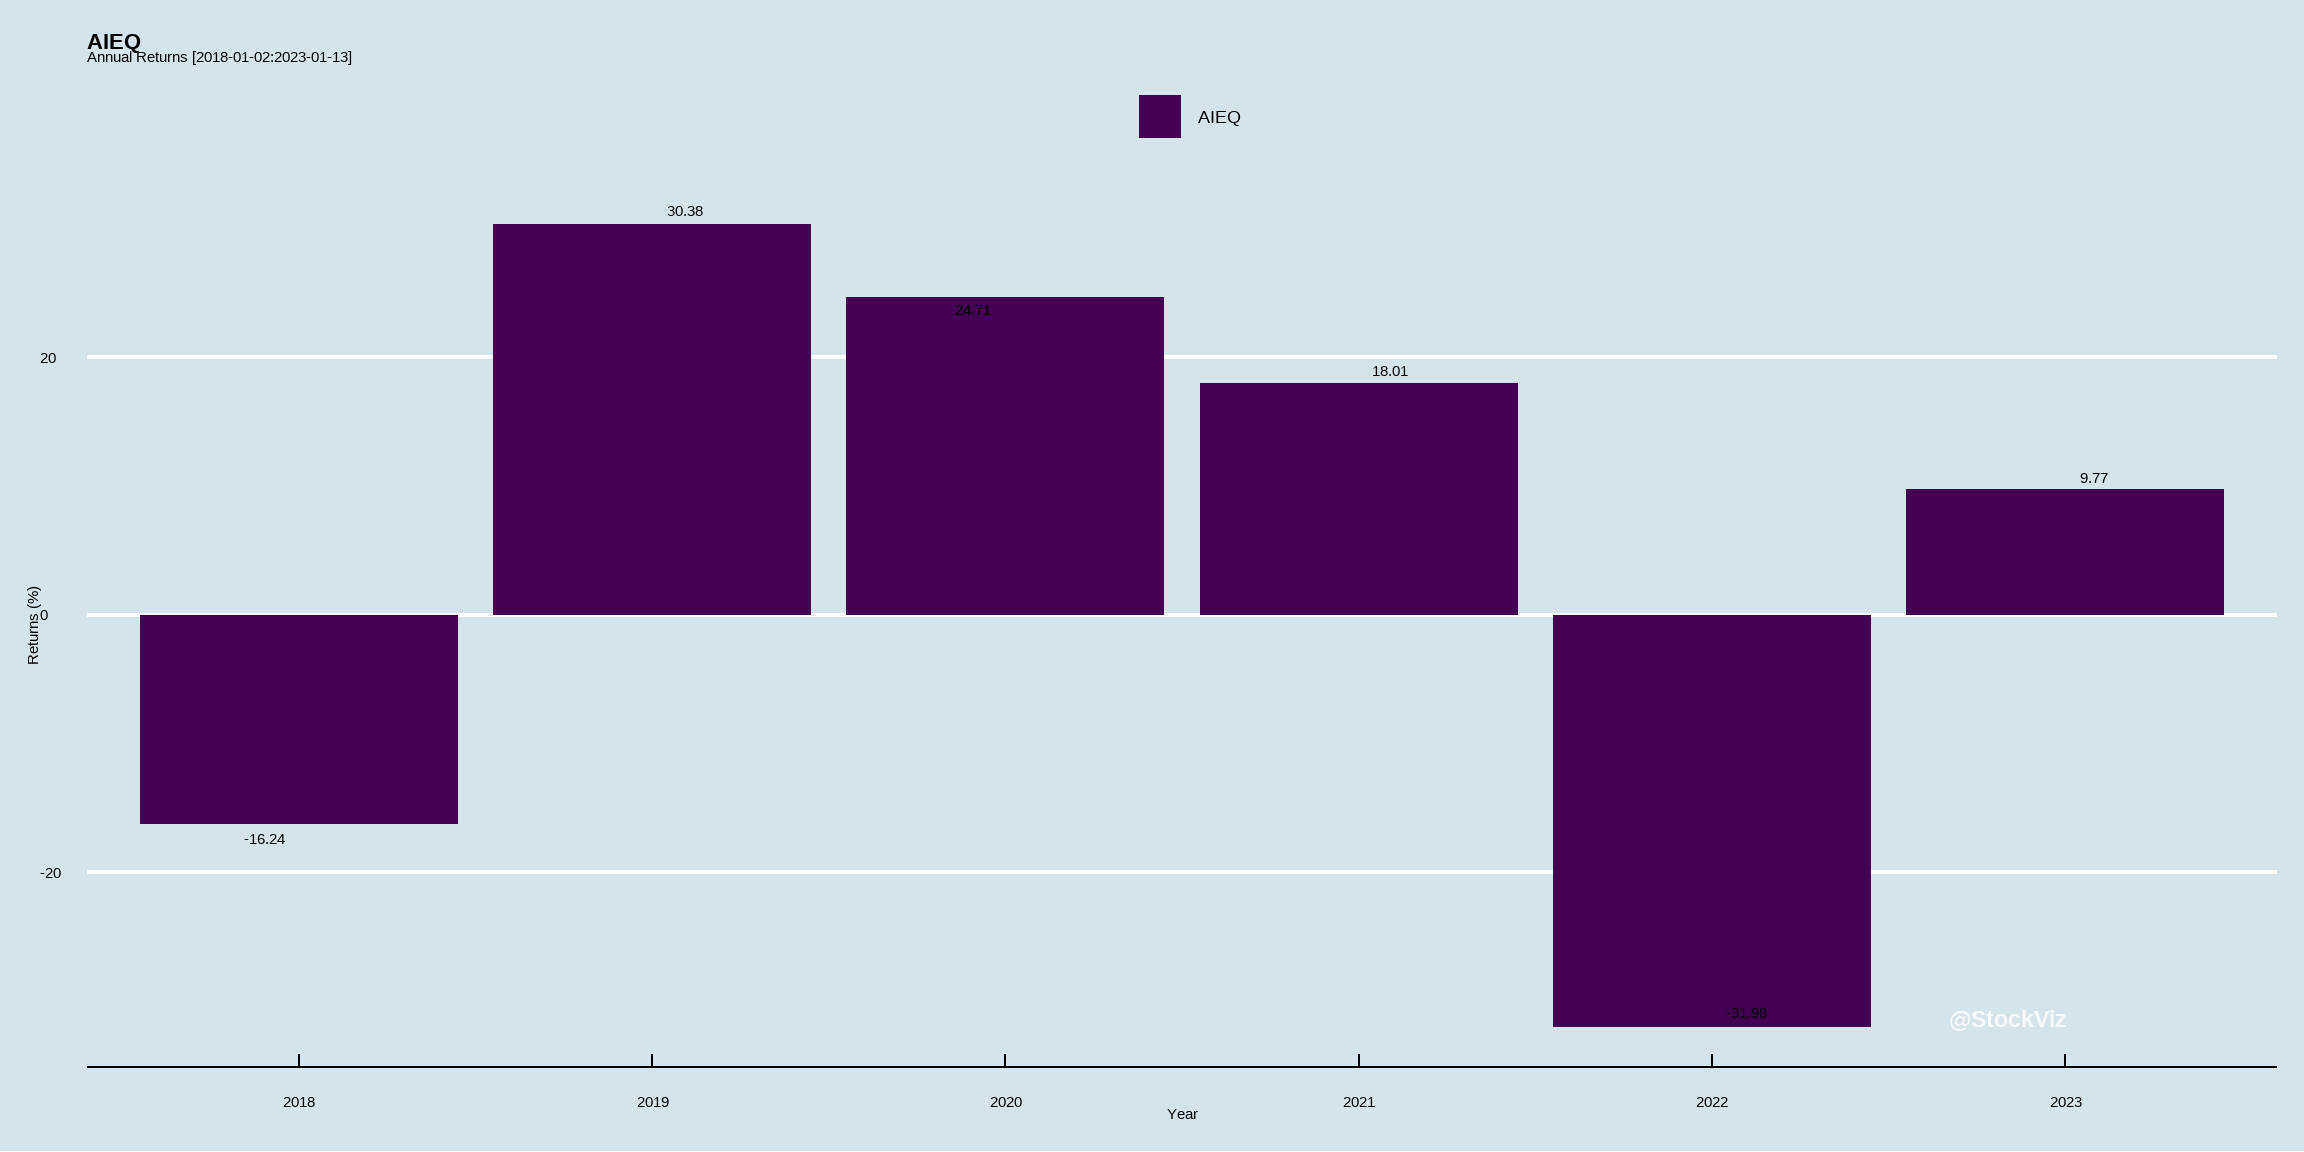 AIEQ
Annual Returns [2018-01-02:2023-01-13]
AIEQ
30.38
24.71
20
18.01
9.77
Returns (%)
0
-16.24
-20
-31.98
@StockViz
2018 2019 2020 2021 2022 2023
Year